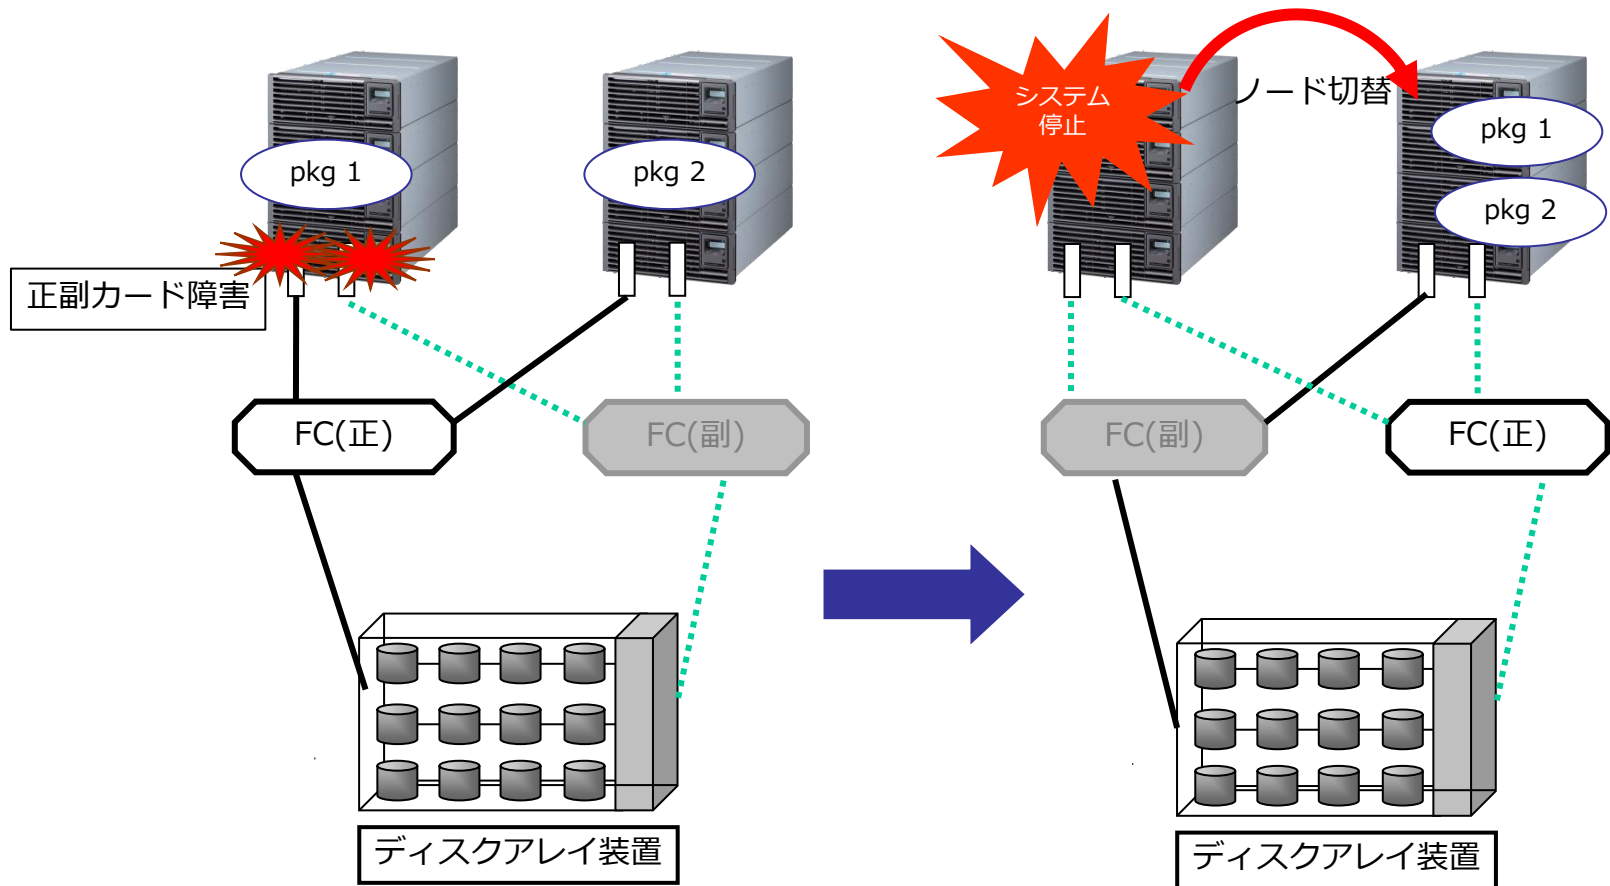 pkg 1
pkg 2
正副カード障害
FC(正)
FC(副)
ディスクアレイ装置
システム
停止
ノード切替
pkg 1
pkg 2
FC(副)
FC(正)
ディスクアレイ装置